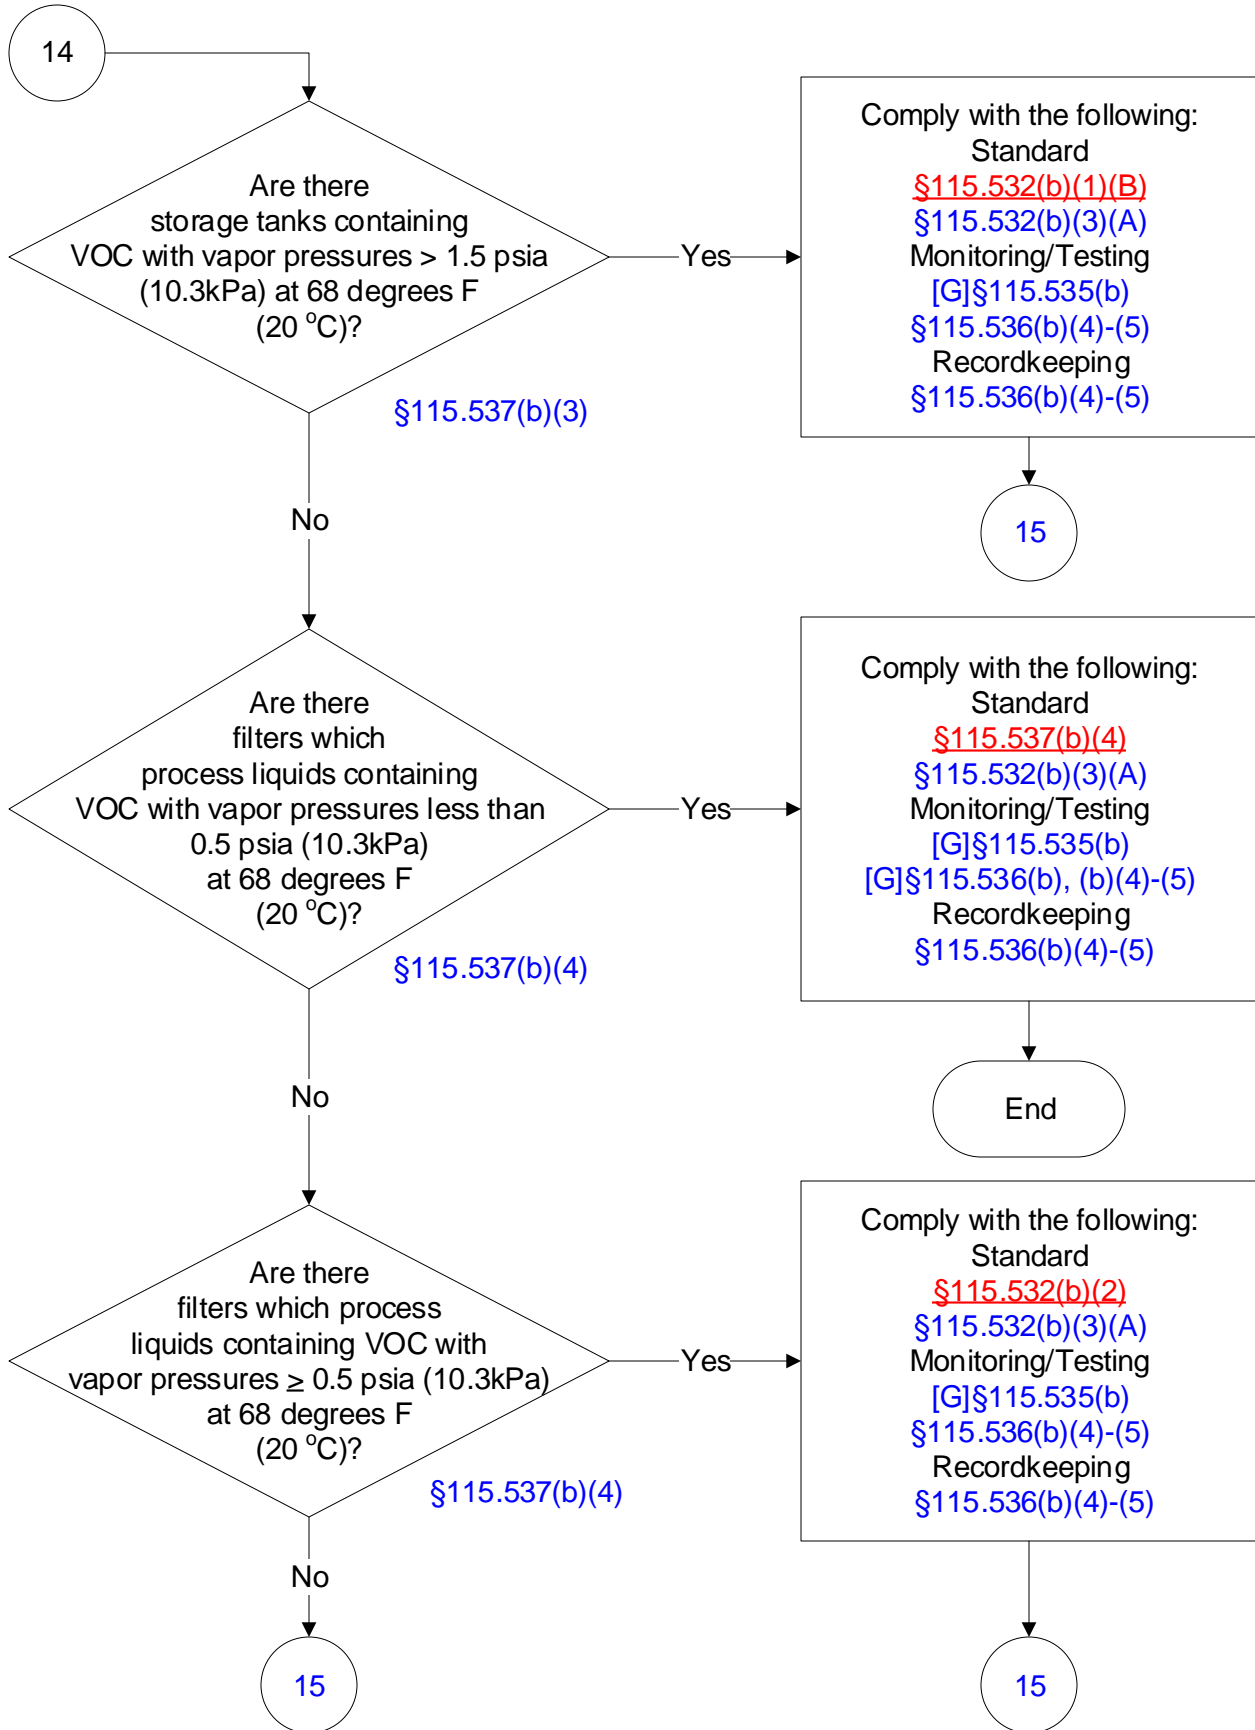 14
Are there
storage tanks containing
VOC with vapor pressures > 1.5 psia
(10.3kPa) at 68 degrees F
(20 °C)?
§115.537(b)(3)
Yes
Comply with the following:
Standard
§115.532(b)(1)(B)
§115.532(b)(3)(A)
Monitoring/Testing
[G]§115.535(b)
§115.536(b)(4)-(5)
Recordkeeping
§115.536(b)(4)-(5)
15
No
Are there
filters which
process liquids containing
VOC with vapor pressures less than
0.5 psia (10.3kPa)
at 68 degrees F
(20 °C)?
§115.537(b)(4)
Yes
Comply with the following:
Standard
§115.537(b)(4)
§115.532(b)(3)(A)
Monitoring/Testing
[G]§115.535(b)
[G]§115.536(b), (b)(4)-(5)
Recordkeeping
§115.536(b)(4)-(5)
End
No
Are there
filters which process
liquids containing VOC with
vapor pressures ≥ 0.5 psia (10.3kPa)
at 68 degrees F
(20 °C)?
§115.537(b)(4)
Yes
Comply with the following:
Standard
§115.532(b)(2)
§115.532(b)(3)(A)
Monitoring/Testing
[G]§115.535(b)
§115.536(b)(4)-(5)
Recordkeeping
§115.536(b)(4)-(5)
No
15
15